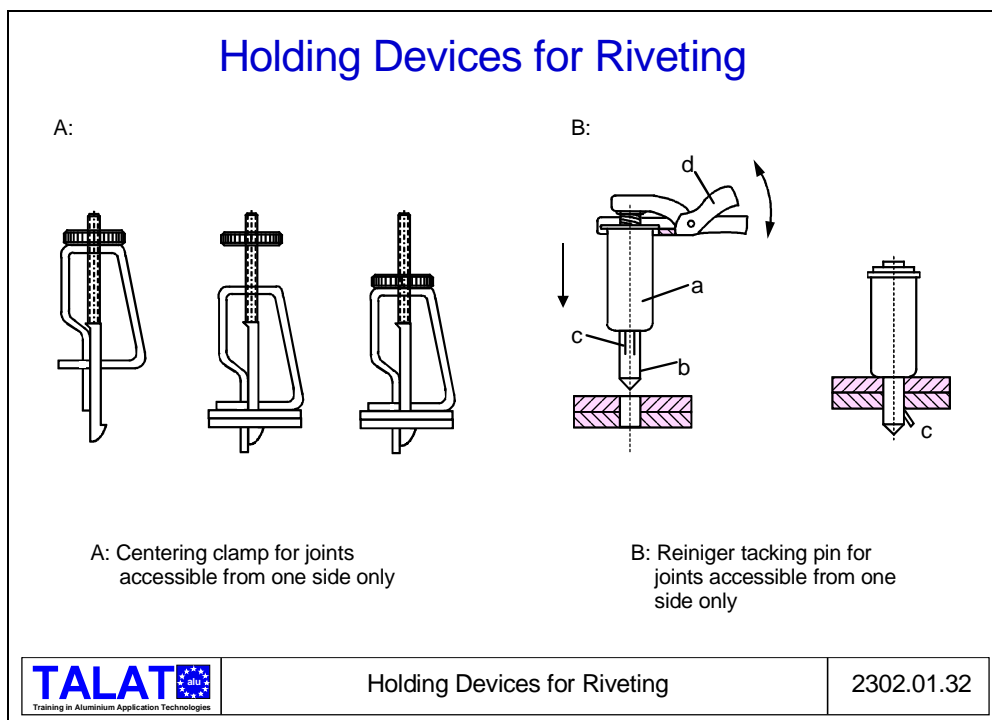 Holding Devices for Riveting
A:
B:
d
a
c
b
c
A: Centering clamp for joints
accessible from one side only
B: Reiniger tacking pin for
joints accessible from one
side only
TALAT
alu
Training in Aluminium Application Technologies
Holding Devices for Riveting
2302.01.32